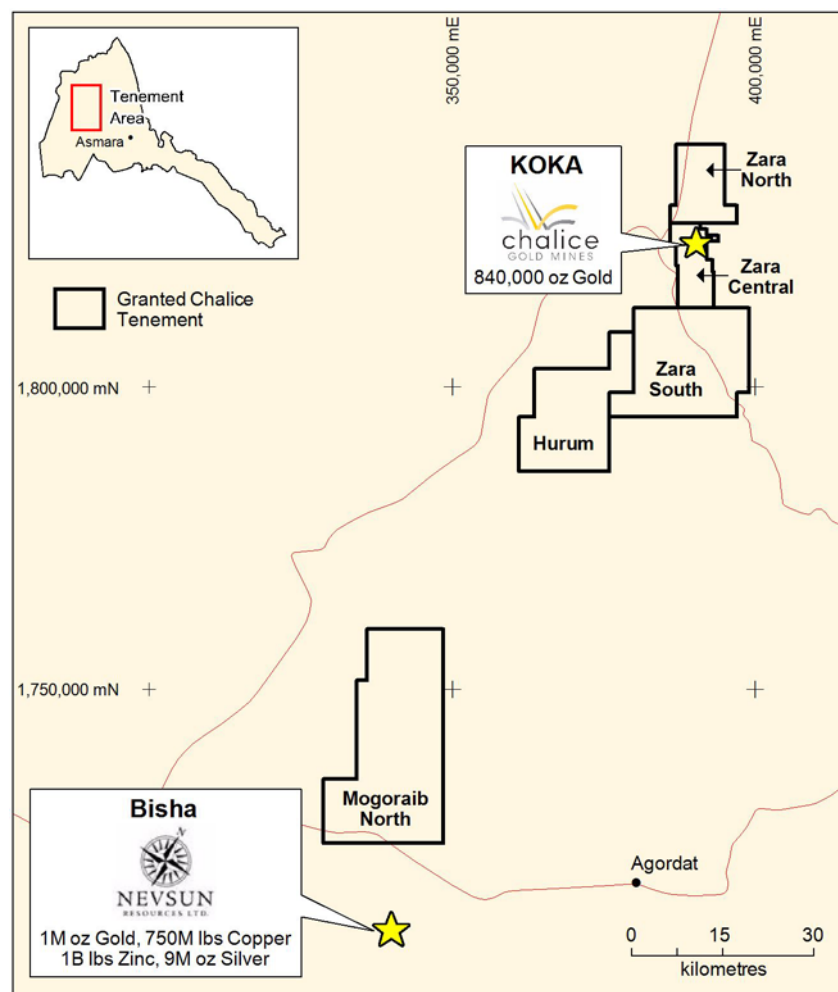 350,000 mE
400,000 mE
Tenement
Area
Asmara
Granted Chalice
Tenement
KOKA
chalice
GOLD MINES
840,000 oz Gold
Zara
North
Zara
Central
1,800,000 mN
Zara
South
Hurum
1,750,000 mN
Mogoraib
North
Bisha
N
NEVSUN
RESOURCES LTD.
1M oz Gold, 750M lbs Copper
1B lbs Zinc, 9M oz Silver
Agordat
0 15 30
kilometres